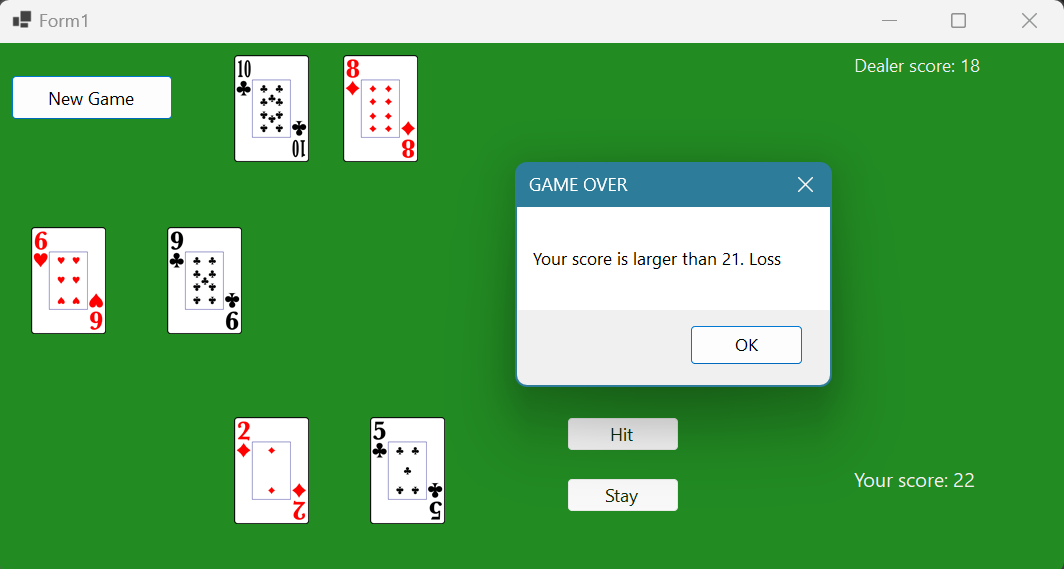 Form1
New Game
10
10
8
8
Dealer score: 18
GAME OVER
Your score is larger than 21. Loss
OK
6
6
9
9
2
2
5
5
Hit
Stay
Your score: 22